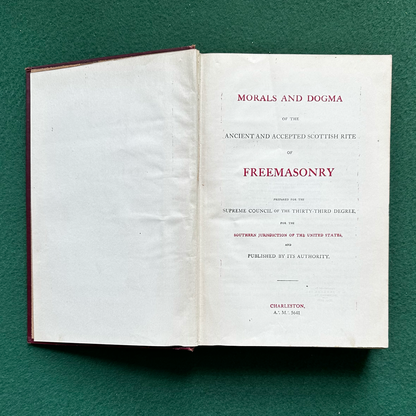 MORALS AND DOGMA
OF THE
ANCIENT AND ACCEPTED SCOTTISH RITE
OF
FREEMASONRY
PREPARED FOR THE
SUPREME COUNCIL OF THE THIRTY-THIRD DEGREE,
FOR THE
SOUTHERN JURISDICTION OF THE UNITED STATES,
AND
PUBLISHED BY ITS AUTHORITY.
CHARLESTON,
A∴ M∴ 5641